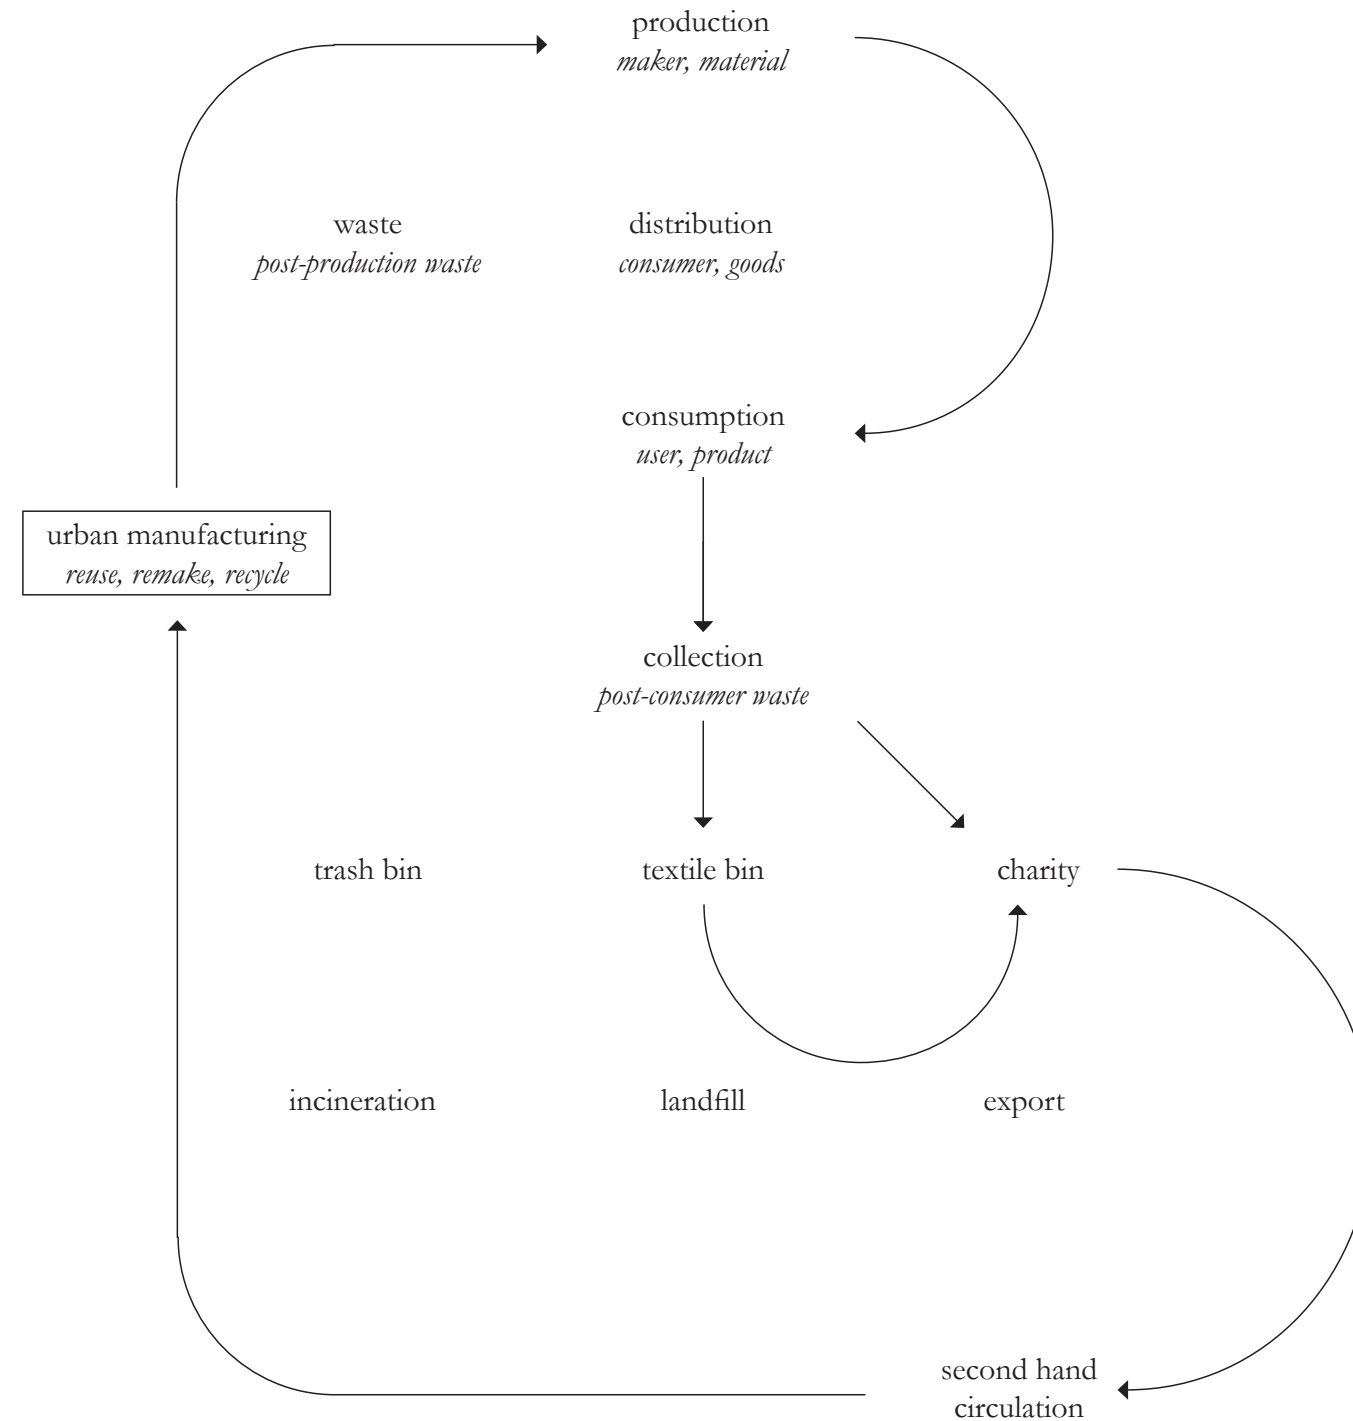 production
maker, material
waste
distribution
post-production waste
consumer, goods
consumption
user, product
urban manufacturing
reuse, remake, recycle
collection
post-consumer waste
trash bin
textile bin
charity
incineration
landfill
export
second hand
circulation